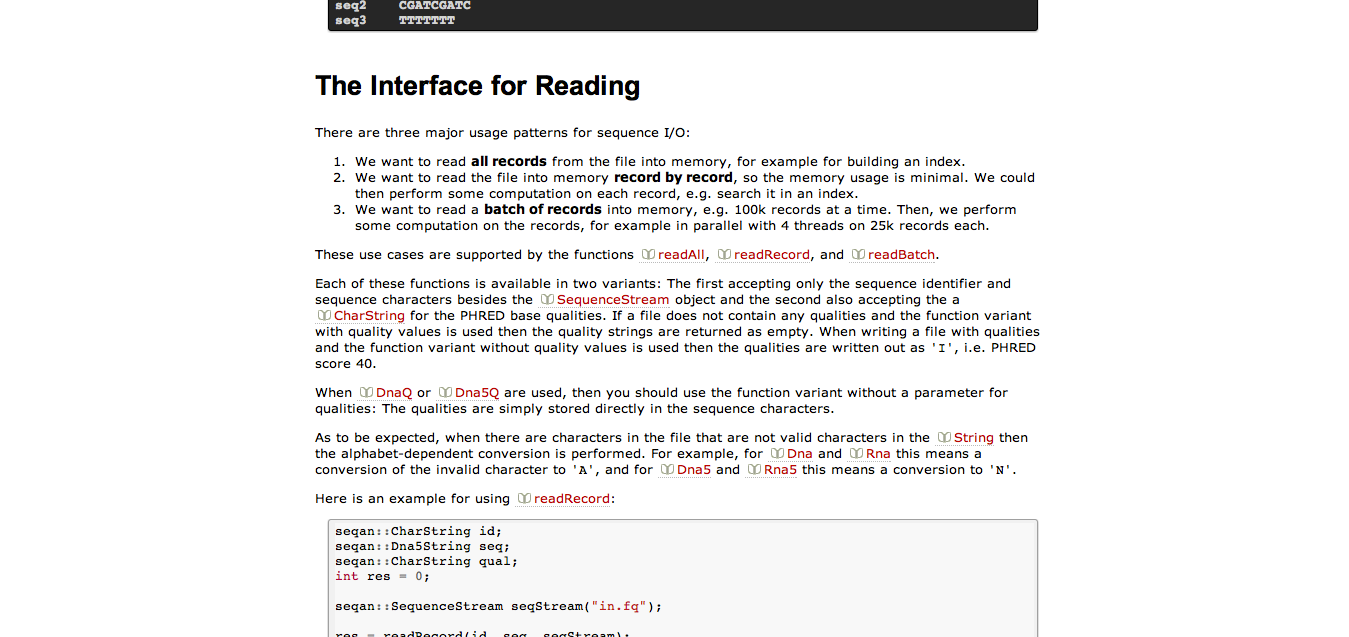 seq2    CGATCGATC
seq3    TTTTTTT
The Interface for Reading
There are three major usage patterns for sequence I/O:
1. We want to read all records from the file into memory, for example for building an index.
2. We want to read the file into memory record by record, so the memory usage is minimal. We could
then perform some computation on each record, e.g. search it in an index.
3. We want to read a batch of records into memory, e.g. 100k records at a time. Then, we perform
some computation on the records, for example in parallel with 4 threads on 25k records each.
These use cases are supported by the functions readAll, readRecord, and readBatch.
Each of these functions is available in two variants: The first accepting only the sequence identifier and
sequence characters besides the SequenceStream object and the second also accepting the a
CharString for the PHRED base qualities. If a file does not contain any qualities and the function variant
with quality values is used then the quality strings are returned as empty. When writing a file with qualities
and the function variant without quality values is used then the qualities are written out as 'I', i.e. PHRED
score 40.
When DnaQ or Dna5Q are used, then you should use the function variant without a parameter for
qualities: The qualities are simply stored directly in the sequence characters.
As to be expected, when there are characters in the file that are not valid characters in the String then
the alphabet-dependent conversion is performed. For example, for Dna and Rna this means a
conversion of the invalid character to 'A', and for Dna5 and Rna5 this means a conversion to 'N'.
Here is an example for using readRecord:
seqan::CharString id;
seqan::Dna5String seq;
seqan::CharString qual;
int res = 0;
seqan::SequenceStream seqStream("in.fq");
res = readRecord(id, seq, seqStream);